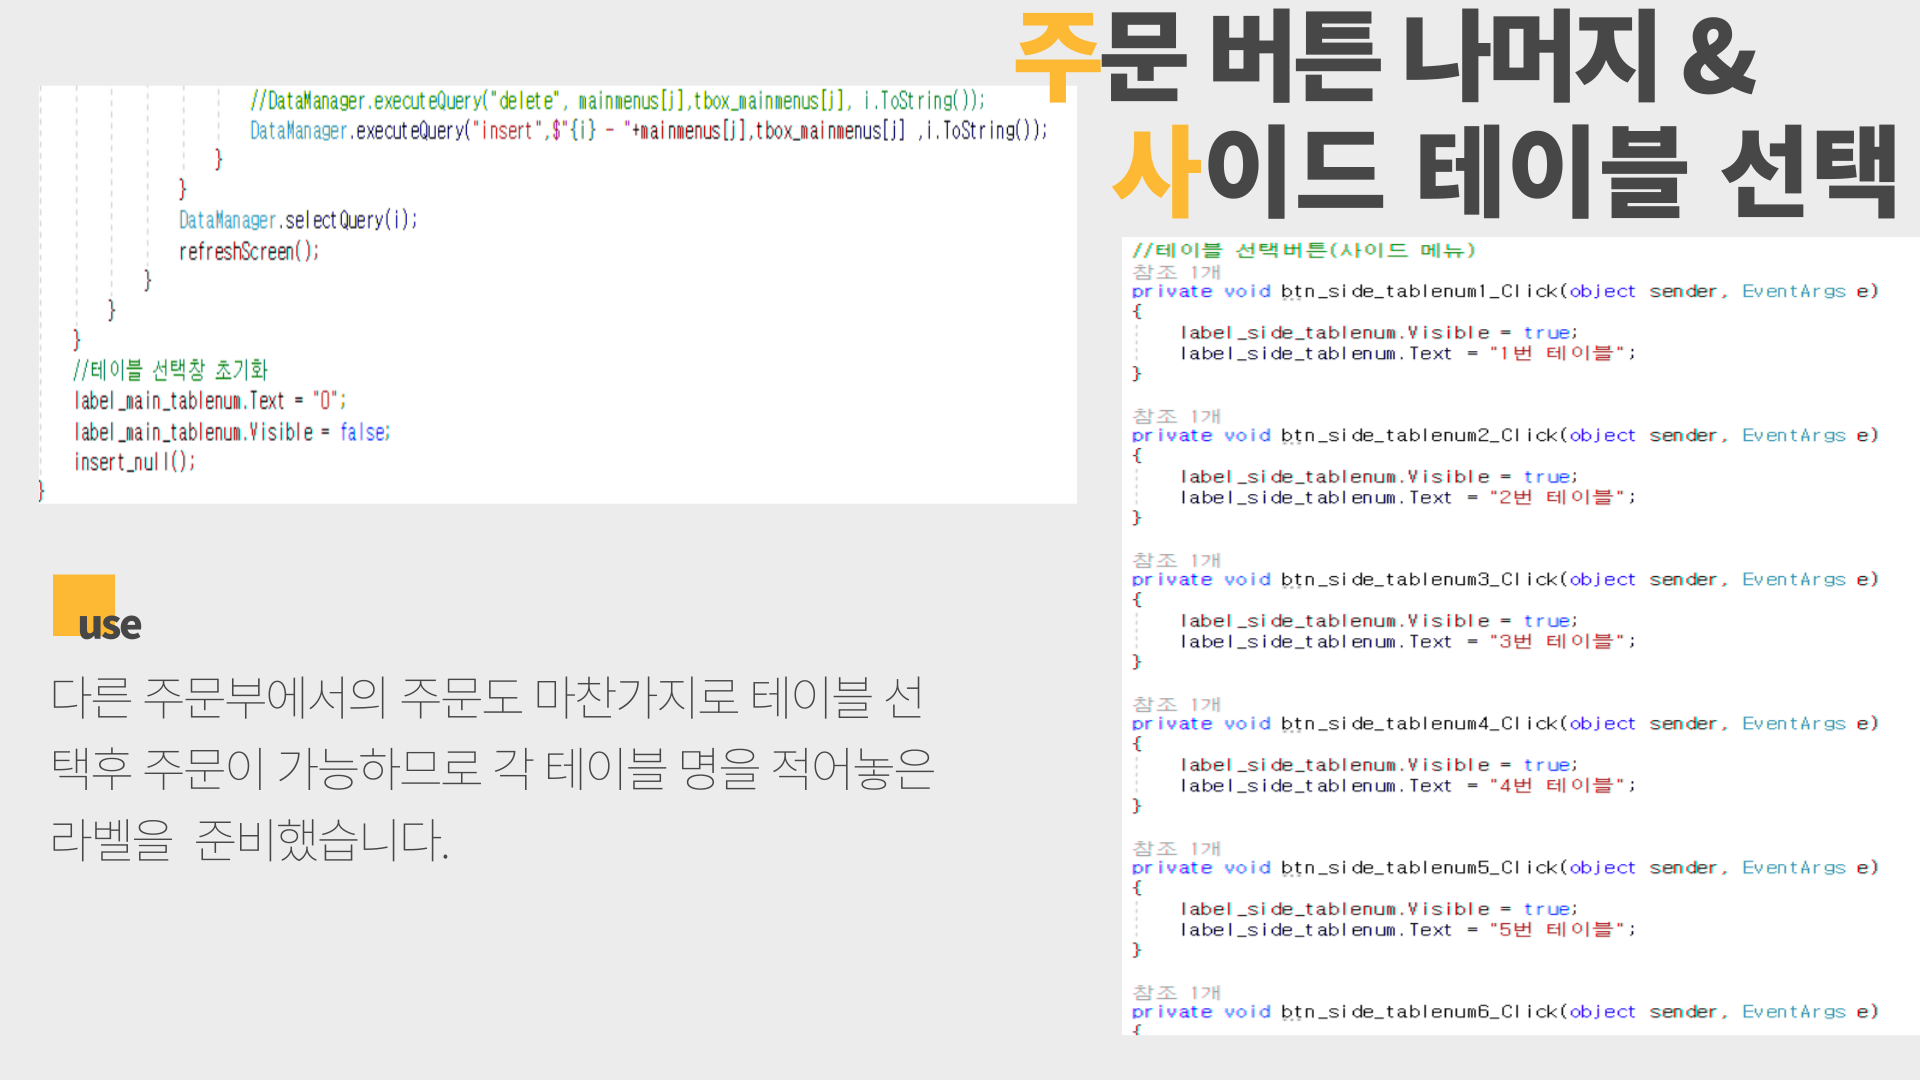 주문 버튼 나머지 &
사이드 테이블 선택
//DataManager.executeQuery("delete", mainmenus[j],tbox_mainmenus[j], i.ToString());
DataManager.executeQuery("insert",$"{i} - "+mainmenus[j],tbox_mainmenus[j] ,i.ToString());
}
}
DataManager.selectQuery(i);
refreshScreen();
}
}
}
//테이블 선택창 초기화
label_main_tablenum.Text = "0";
label_main_tablenum.Visible = false;
insert_null();
}
use
다른 주문부에서의 주문도 마찬가지로 테이블 선
택후 주문이 가능하므로 각 테이블 명을 적어놓은
라벨을 준비했습니다.
//테이블 선택버튼(사이드 메뉴)
참조 1개
private void btn_side_tablenum1_Click(object sender, EventArgs e)
{
label_side_tablenum.Visible = true;
label_side_tablenum.Text = "1번 테이블";
}
참조 1개
private void btn_side_tablenum2_Click(object sender, EventArgs e)
{
label_side_tablenum.Visible = true;
label_side_tablenum.Text = "2번 테이블";
}
참조 1개
private void btn_side_tablenum3_Click(object sender, EventArgs e)
{
label_side_tablenum.Visible = true;
label_side_tablenum.Text = "3번 테이블";
}
참조 1개
private void btn_side_tablenum4_Click(object sender, EventArgs e)
{
label_side_tablenum.Visible = true;
label_side_tablenum.Text = "4번 테이블";
}
참조 1개
private void btn_side_tablenum5_Click(object sender, EventArgs e)
{
label_side_tablenum.Visible = true;
label_side_tablenum.Text = "5번 테이블";
}
참조 1개
private void btn_side_tablenum6_Click(object sender, EventArgs e)
{